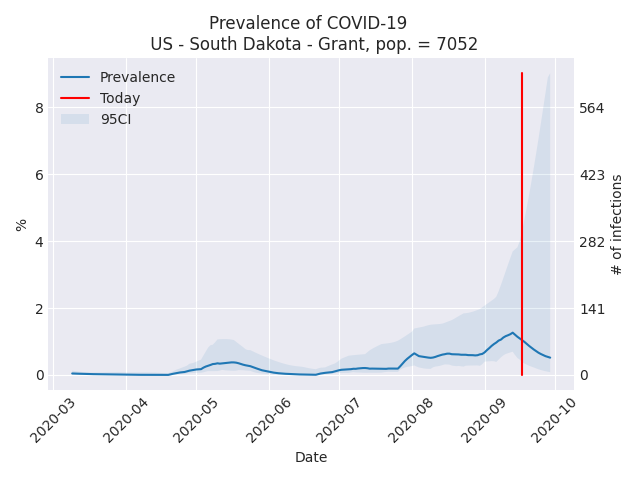 Prevalence of COVID-19
US - South Dakota - Grant, pop. = 7052
Prevalence
Today
95CI
%
8
6
4
2
0
564
423
282
141
0
# of infections
2020-03
2020-04
2020-05
2020-06
2020-07
2020-08
2020-09
2020-10
Date